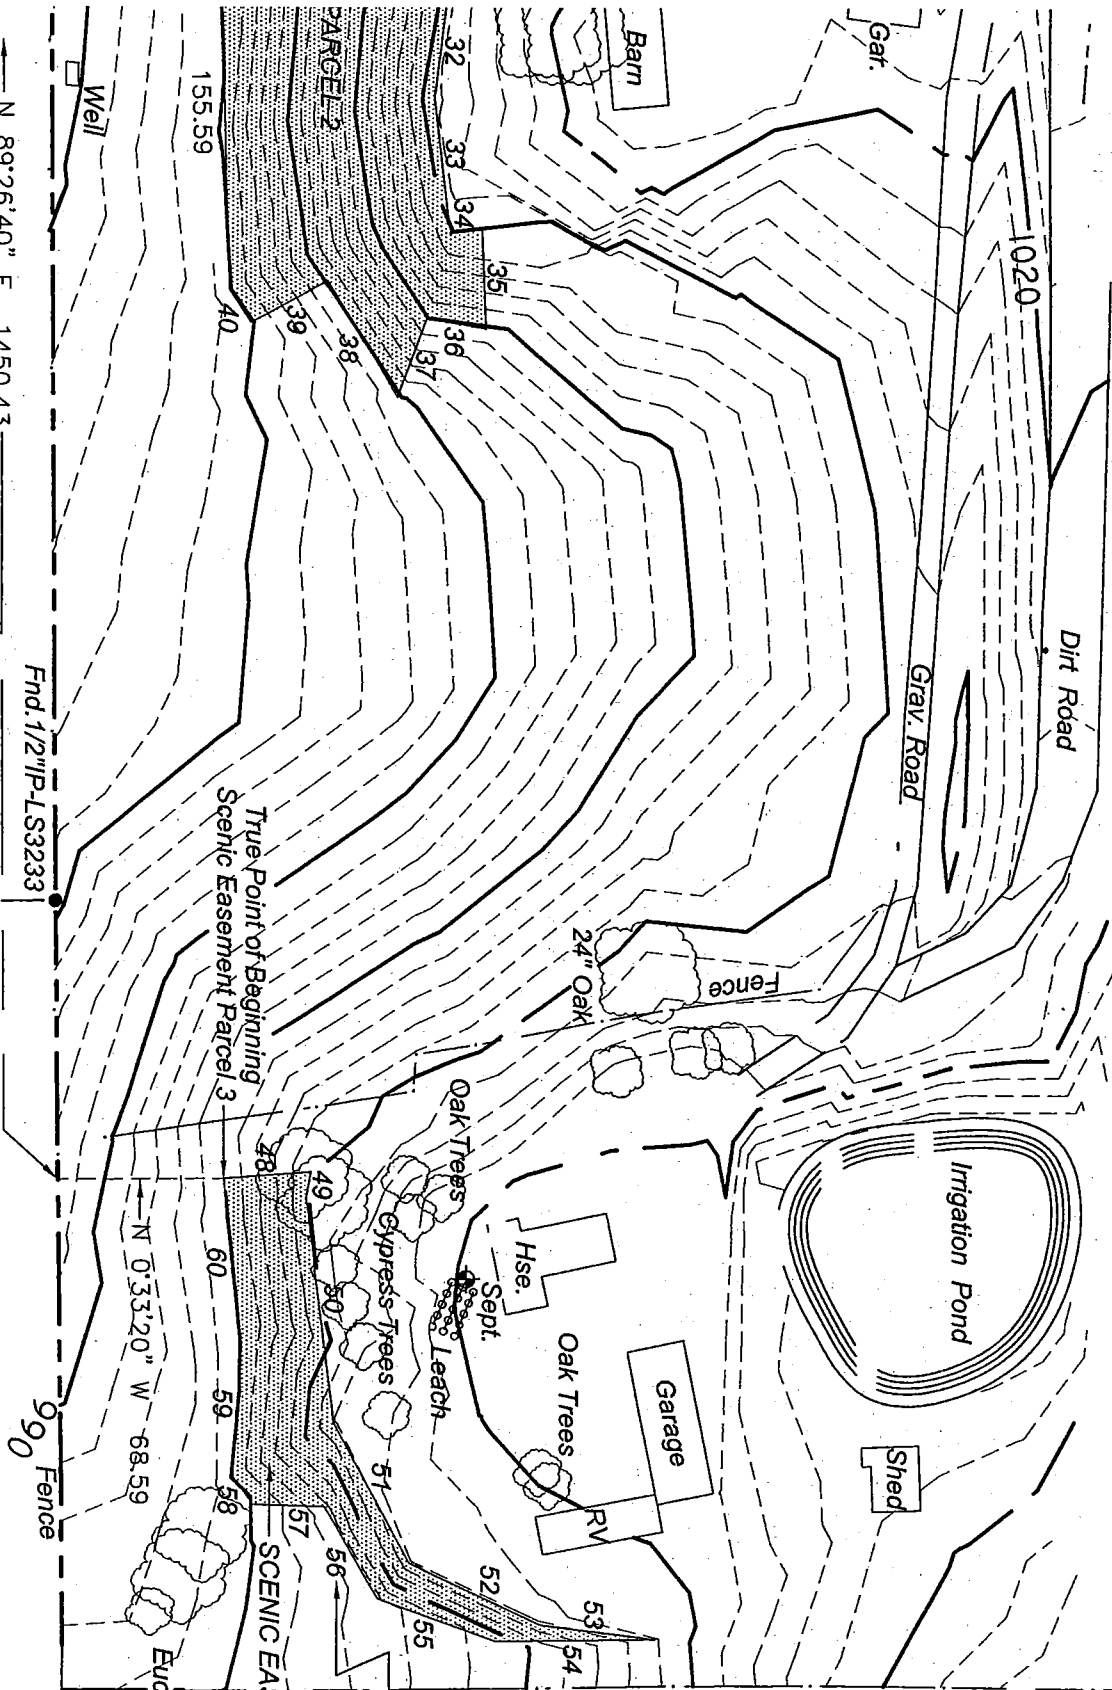 Barn
Gar.
32
PARCEL 2
155.59
Well
33
34
35
36
37
38
39
40
1020
N 89°26'40" E 1450.43
Dirt Road
Grav. Road
Fnd.1/2"IP-LS3233
True Point of Beginning
Scenic Easement Parcel 3
24" Oak
Fence
Oak Trees
48
49
50
Cypress Trees
Irrigation Pond
Hse.
Sept.
Leach
Oak Trees
Garage
Shed
RV
60
59
58
57
56
51
52
53
54
55
N 0°33'20" W 68.59
990
Fence
SCENIC EA
Euc